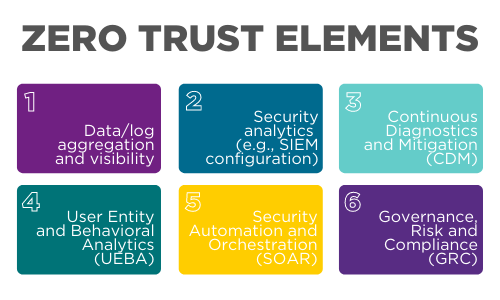 ZERO TRUST ELEMENTS
1
Data/log
aggregation
and visibility
2
Security
analytics
(e.g., SIEM
configuration)
3
Continuous
Diagnostics
and Mitigation
(CDM)
4
User Entity
and Behavioral
Analytics
(UEBA)
5
Security
Automation and
Orchestration
(SOAR)
6
Governance,
Risk and
Compliance
(GRC)